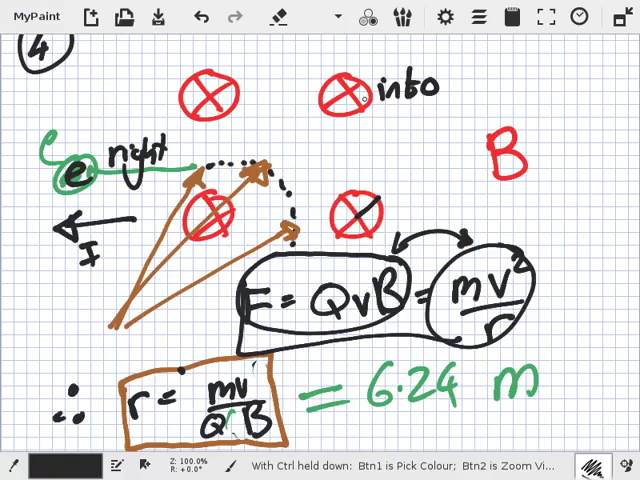 MyPaint
4
into
B
e right
I
F = QvB = mv²/r
∴ r = mv/QB = 6.24 m
Z: 100.0%
R: +0.0°
With Ctrl held down: Btn1 is Pick Colour; Btn2 is Zoom Vi...